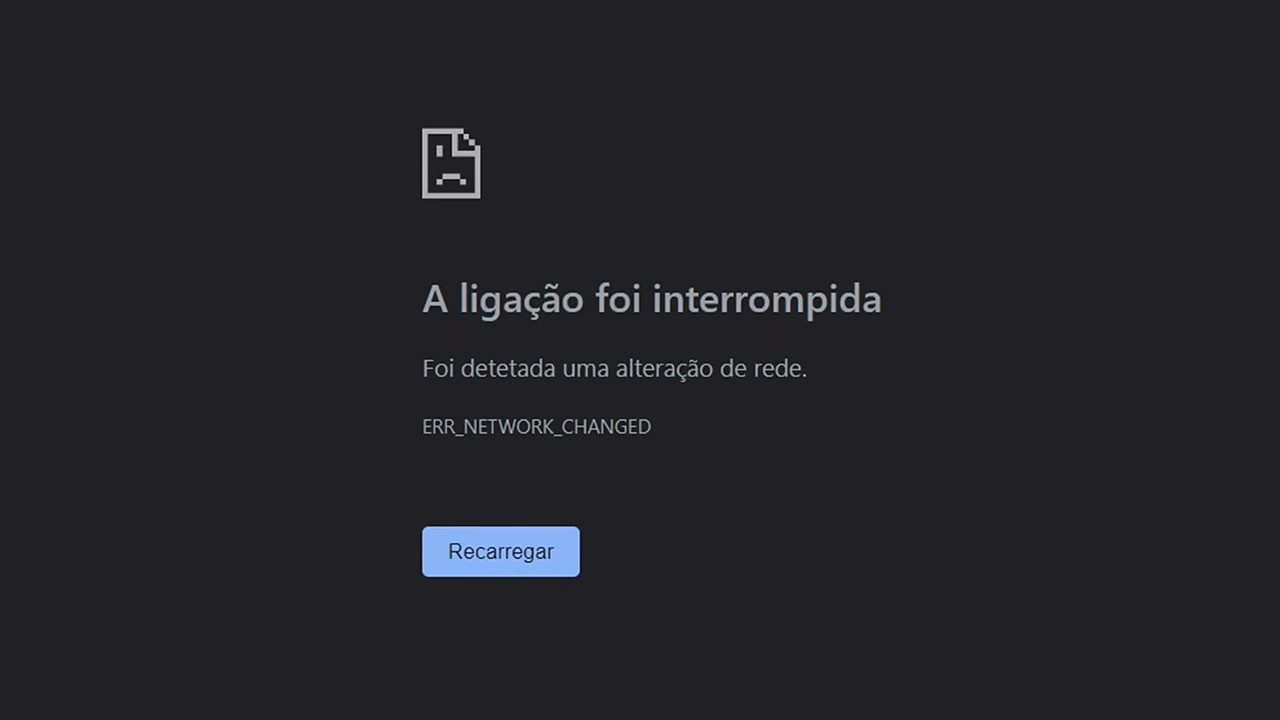 A ligação foi interrompida
Foi detetada uma alteração de rede.
ERR_NETWORK_CHANGED
Recarregar